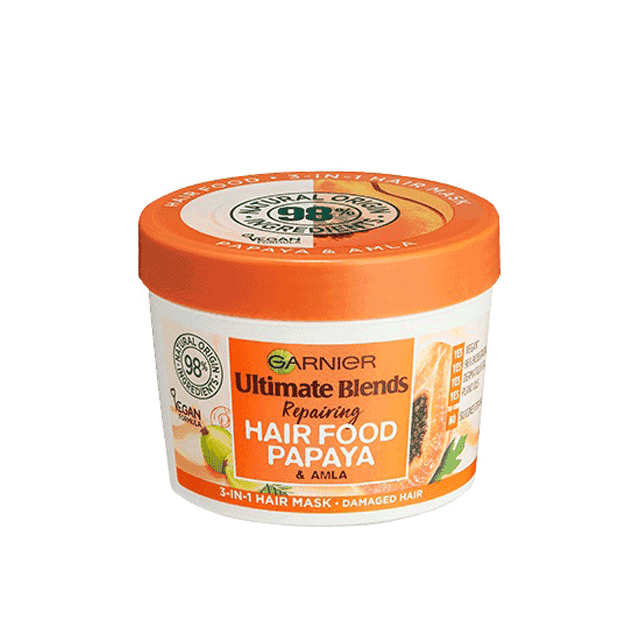 HAIR FOOD • 3-IN-1 HAIR MASK
NATURAL ORIGIN
98%
INGREDIENTS
VEGAN
FORMULA
PAPAYA & AMLA
NATURAL ORIGIN
98%
INGREDIENTS
VEGAN
FORMULA
GARNIER
Ultimate Blends
Repairing
HAIR FOOD
PAPAYA
& AMLA
3-IN-1 HAIR MASK • DAMAGED HAIR
YES VEGAN
YES
YES
YES
NO